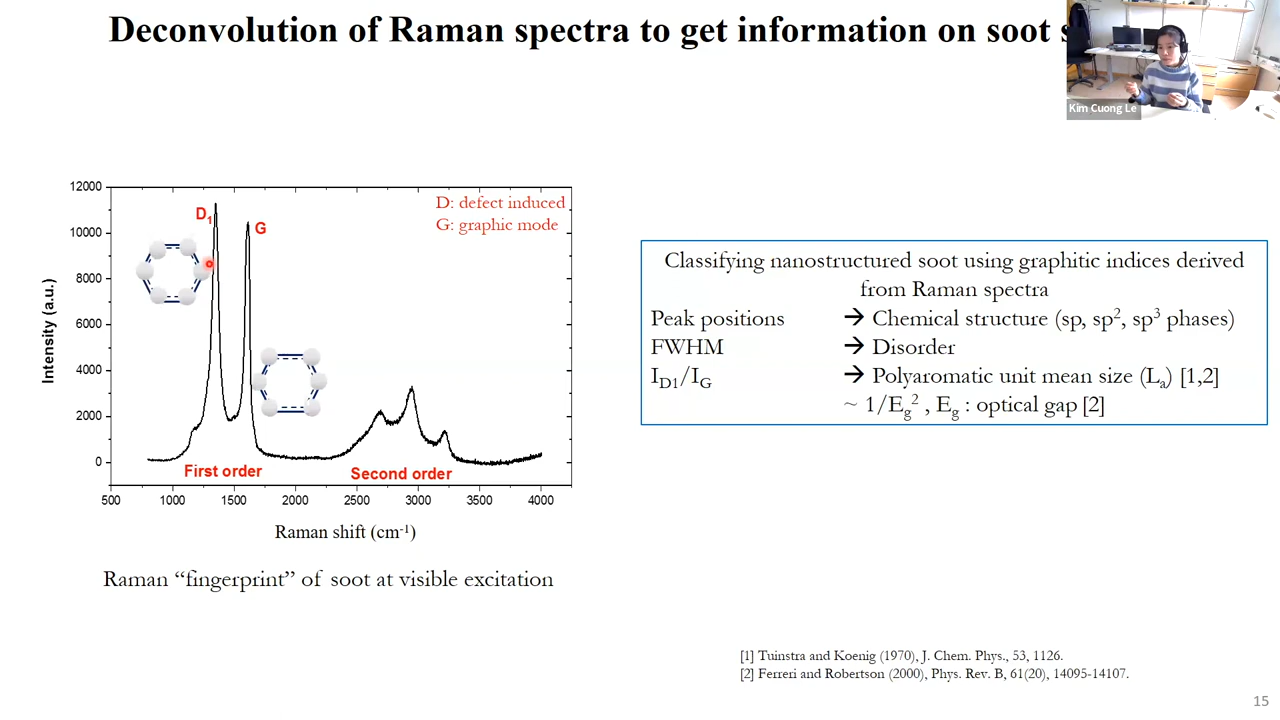 Deconvolution of Raman spectra to get information on soot s
Kim Cuong Le
12000
10000
8000
6000
4000
2000
0
Intensity (a.u.)
D1
G
D: defect induced
G: graphic mode
First order
Second order
500 1000 1500 2000 2500 3000 3500 4000
Raman shift (cm-1)
Raman “fingerprint” of soot at visible excitation
Classifying nanostructured soot using graphitic indices derived
from Raman spectra
Peak positions → Chemical structure (sp, sp2, sp3 phases)
FWHM → Disorder
ID1/IG → Polyaromatic unit mean size (La) [1,2]
~ 1/Eg2 , Eg : optical gap [2]
[1] Tuinstra and Koenig (1970), J. Chem. Phys., 53, 1126.
[2] Ferreri and Robertson (2000), Phys. Rev. B, 61(20), 14095-14107.
15